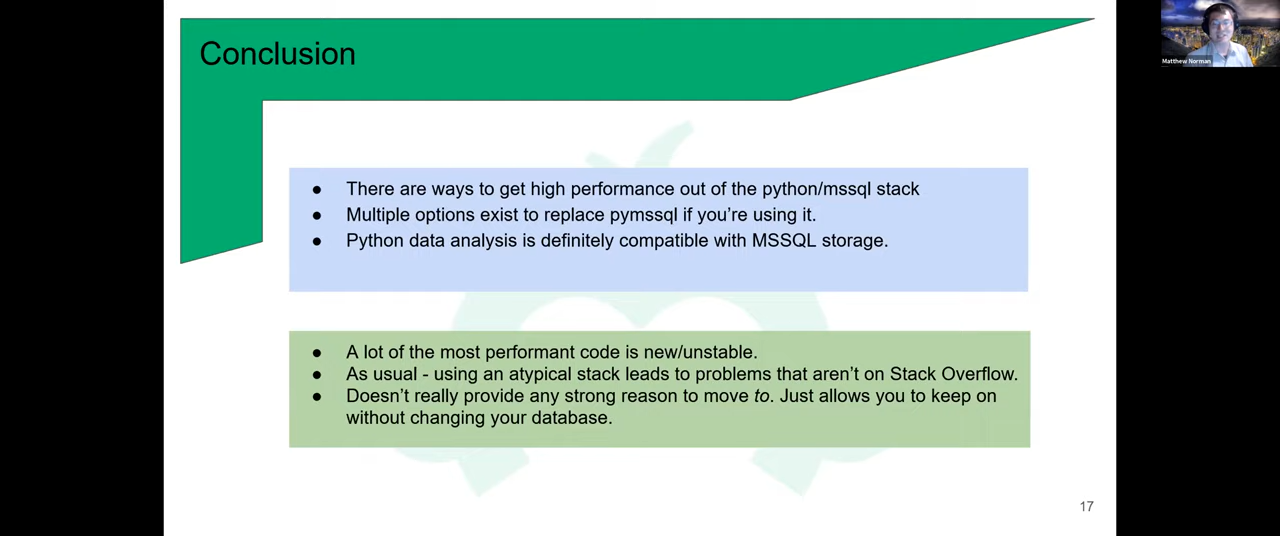 Conclusion
Matthew Norman
● There are ways to get high performance out of the python/mssql stack
● Multiple options exist to replace pymssql if you’re using it.
● Python data analysis is definitely compatible with MSSQL storage.
● A lot of the most performant code is new/unstable.
● As usual - using an atypical stack leads to problems that aren’t on Stack Overflow.
● Doesn’t really provide any strong reason to move to. Just allows you to keep on
without changing your database.
17